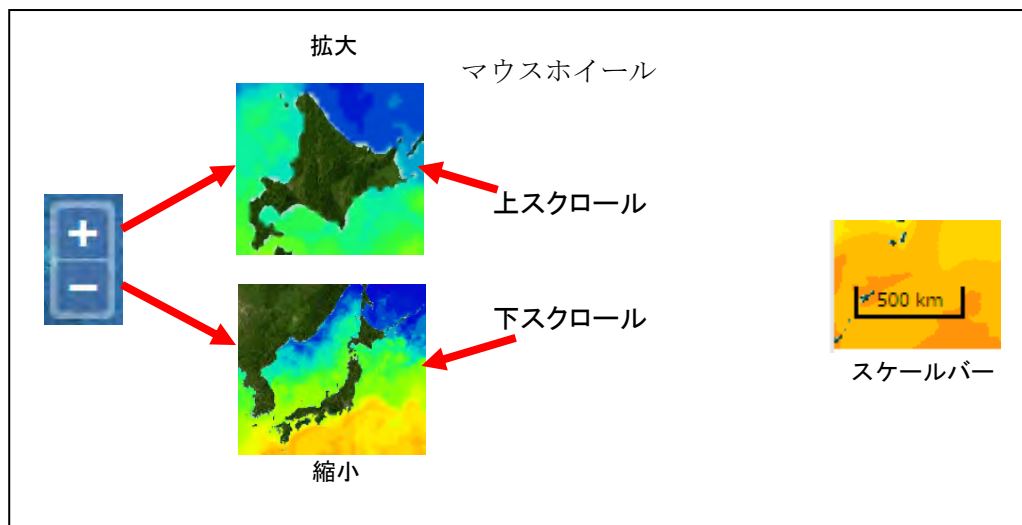 拡大
マウスホイール
+
上スクロール
−
下スクロール
500 km
スケールバー
縮小